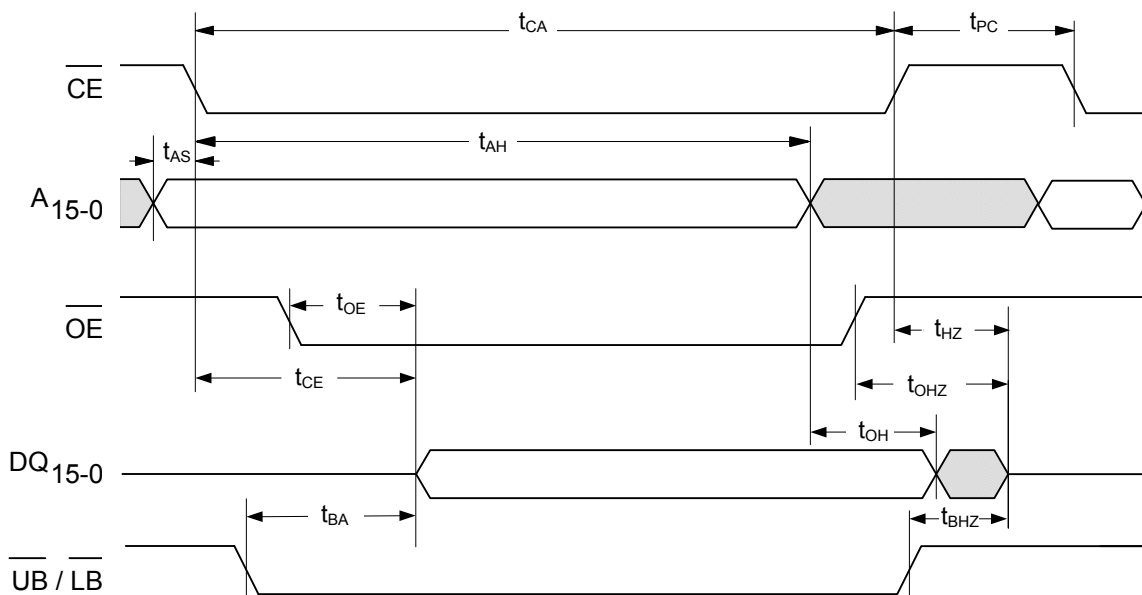 tCA
tPC
CE
tAS
tAH
A15-0
tOE
OE
tHZ
tCE
tOHZ
tOH
DQ15-0
tBA
tBHZ
UB / LB